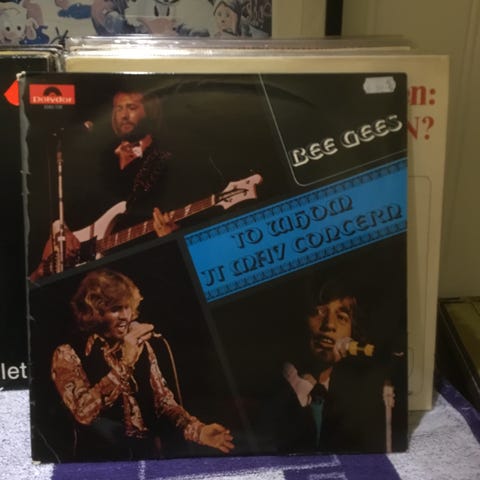 Polydor
BEE GEES
TO WHOM
IT MAY CONCERN
n:
N?
let